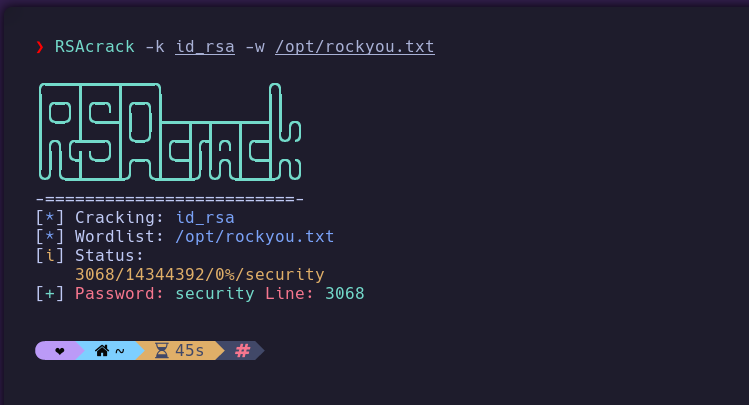 ❯ RSAcrack -k id_rsa -w /opt/rockyou.txt
RSAcrack
-=========================-
[*] Cracking: id_rsa
[*] Wordlist: /opt/rockyou.txt
[i] Status:
3068/14344392/0%/security
[+] Password: security Line: 3068
❤ ~ 45s #